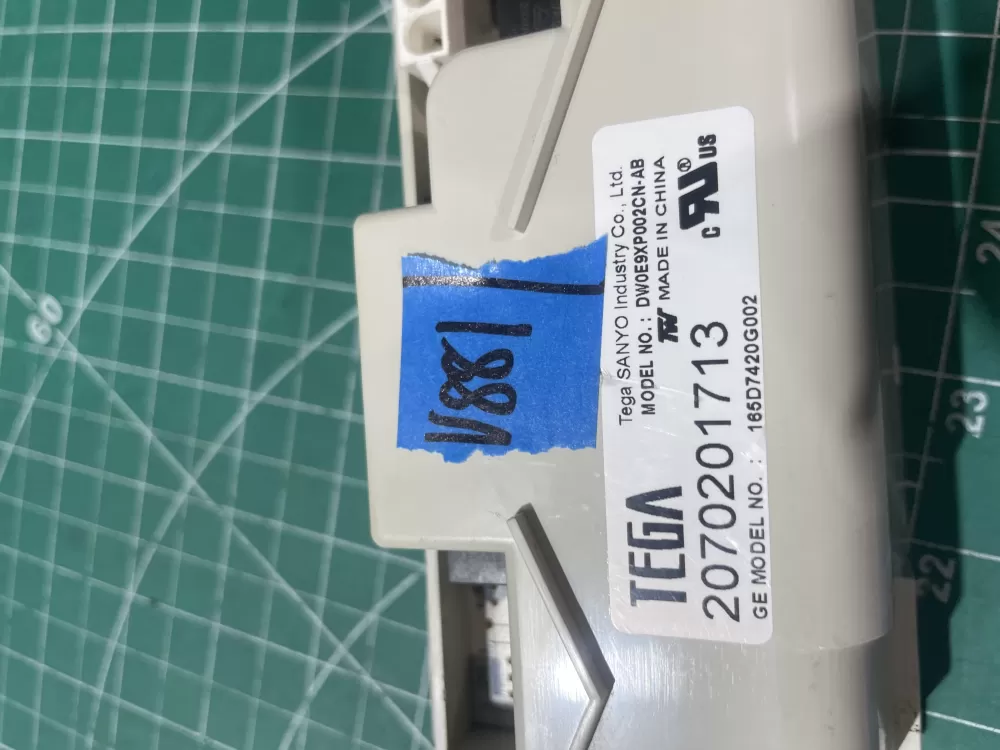 V881
Tega SANYO Industry Co., Ltd.
MODEL NO.: DW0E9XP002CN-AB
MADE IN CHINA
c UR ® US
TEGA
2070201713
GE MODEL NO. : 165D7420G002
60
24
23
22